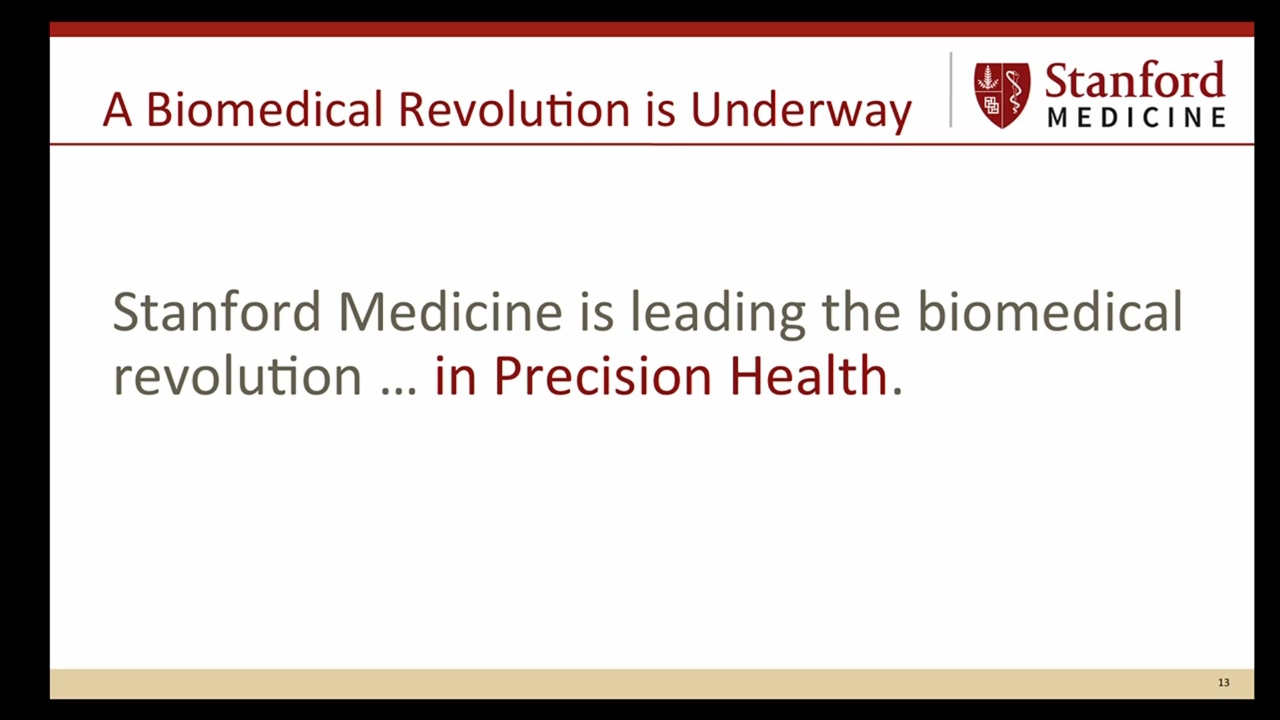 A Biomedical Revolution is Underway
Stanford
MEDICINE
Stanford Medicine is leading the biomedical
revolution … in Precision Health.
13